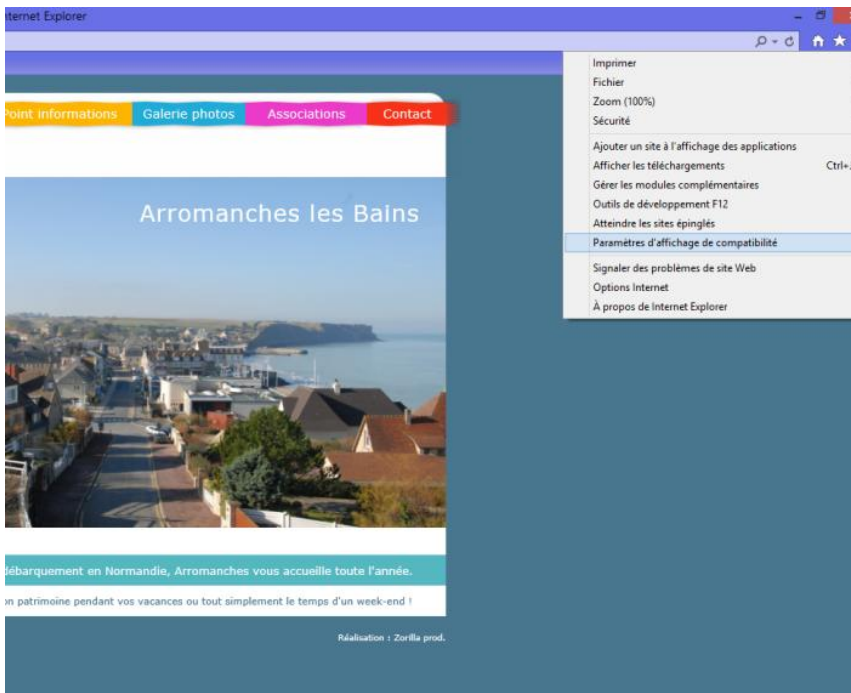 nternet Explorer
Imprimer
Fichier
Zoom (100%)
Sécurité
Ajouter un site à l'affichage des applications
Afficher les téléchargements Ctrl+
Gérer les modules complémentaires
Outils de développement F12
Atteindre les sites épinglés
Paramètres d'affichage de compatibilité
Signaler des problèmes de site Web
Options Internet
À propos de Internet Explorer
Point informations Galerie photos Associations Contact
Arromanches les Bains
débarquement en Normandie, Arromanches vous accueille toute l'année.
on patrimoine pendant vos vacances ou tout simplement le temps d'un week-end !
Réalisation : Zorilla prod.